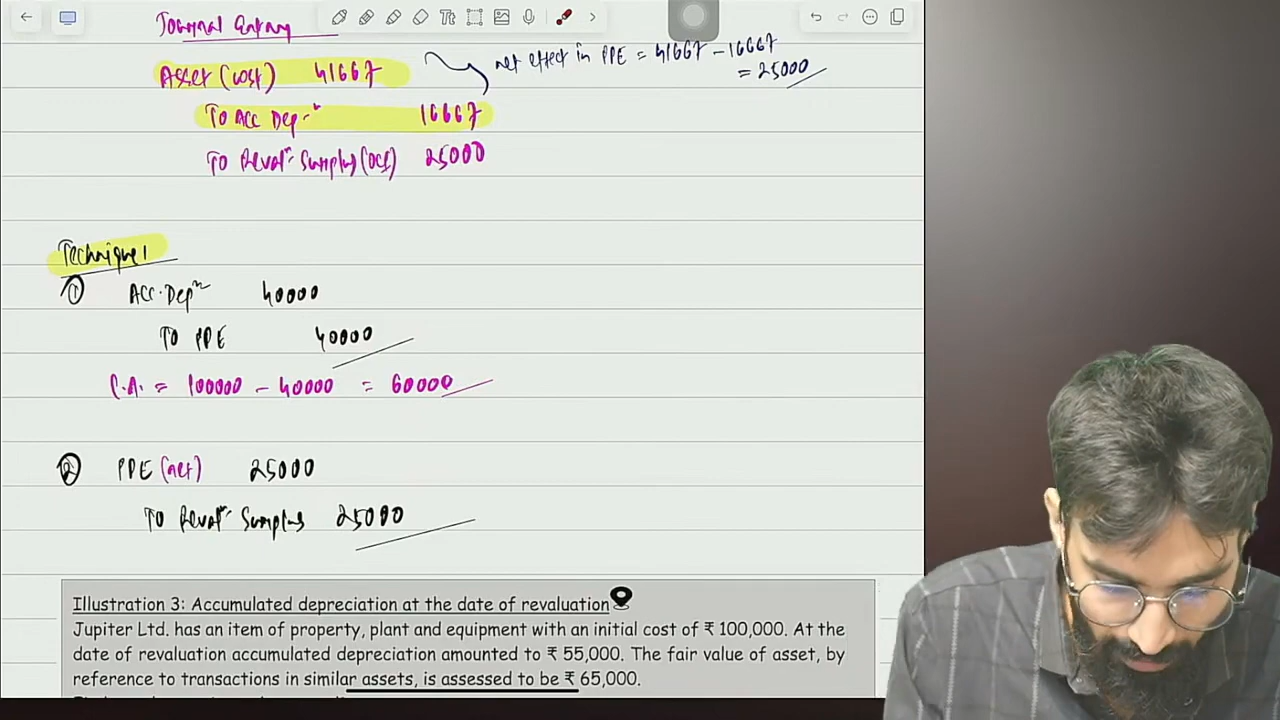 Journal Entry
Asset (cost) 41667
net effect in PPE = 41667 - 16667
= 25000
To Acc Dep.n 16667
To Reval.n Surplus (OCI) 25000
Technique 1
① Acc. Depn 40000
To PPE 40000
C.A. = 100000 - 40000 = 60000
② PPE (net) 25000
To Reval.n Surplus 25000
Illustration 3: Accumulated depreciation at the date of revaluation
Jupiter Ltd. has an item of property, plant and equipment with an initial cost of ₹ 100,000. At the
date of revaluation accumulated depreciation amounted to ₹ 55,000. The fair value of asset, by
reference to transactions in similar assets, is assessed to be ₹ 65,000.